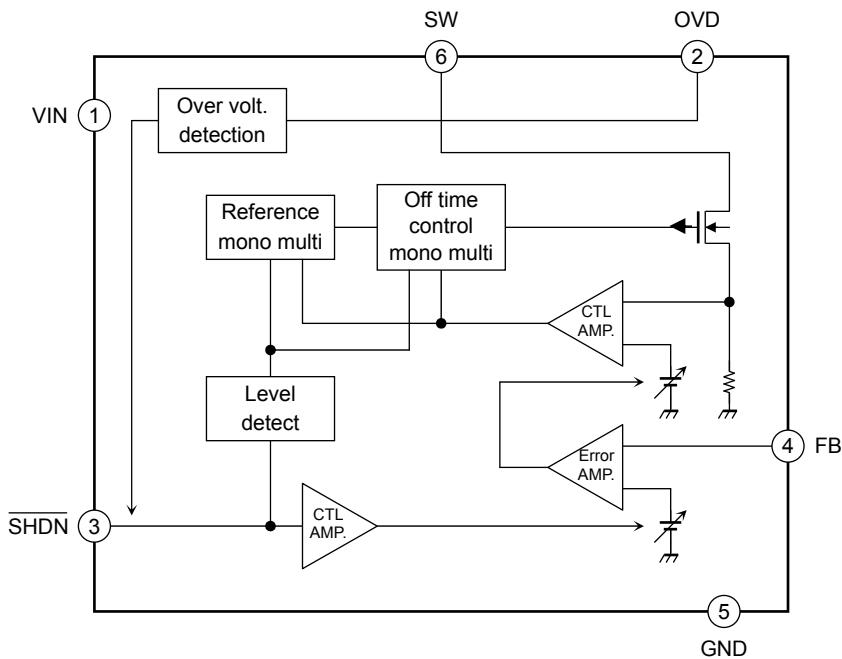 SW
OVD
6
2
VIN
1
Over volt.
detection
Reference
mono multi
Off time
control
mono multi
CTL
AMP.
Level
detect
Error
AMP.
4
FB
SHDN
3
CTL
AMP.
5
GND